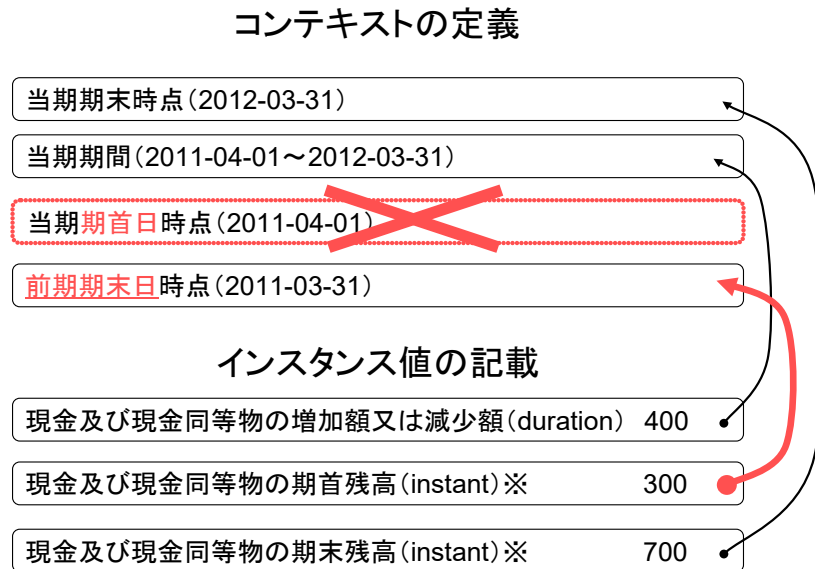 コンテキストの定義
当期期末時点（2012-03-31）
当期期間（2011-04-01～2012-03-31）
当期期首日時点（2011-04-01）
前期期末日時点（2011-03-31）
インスタンス値の記載
現金及び現金同等物の増加額又は減少額（duration） 400
現金及び現金同等物の期首残高（instant）※ 300
現金及び現金同等物の期末残高（instant）※ 700